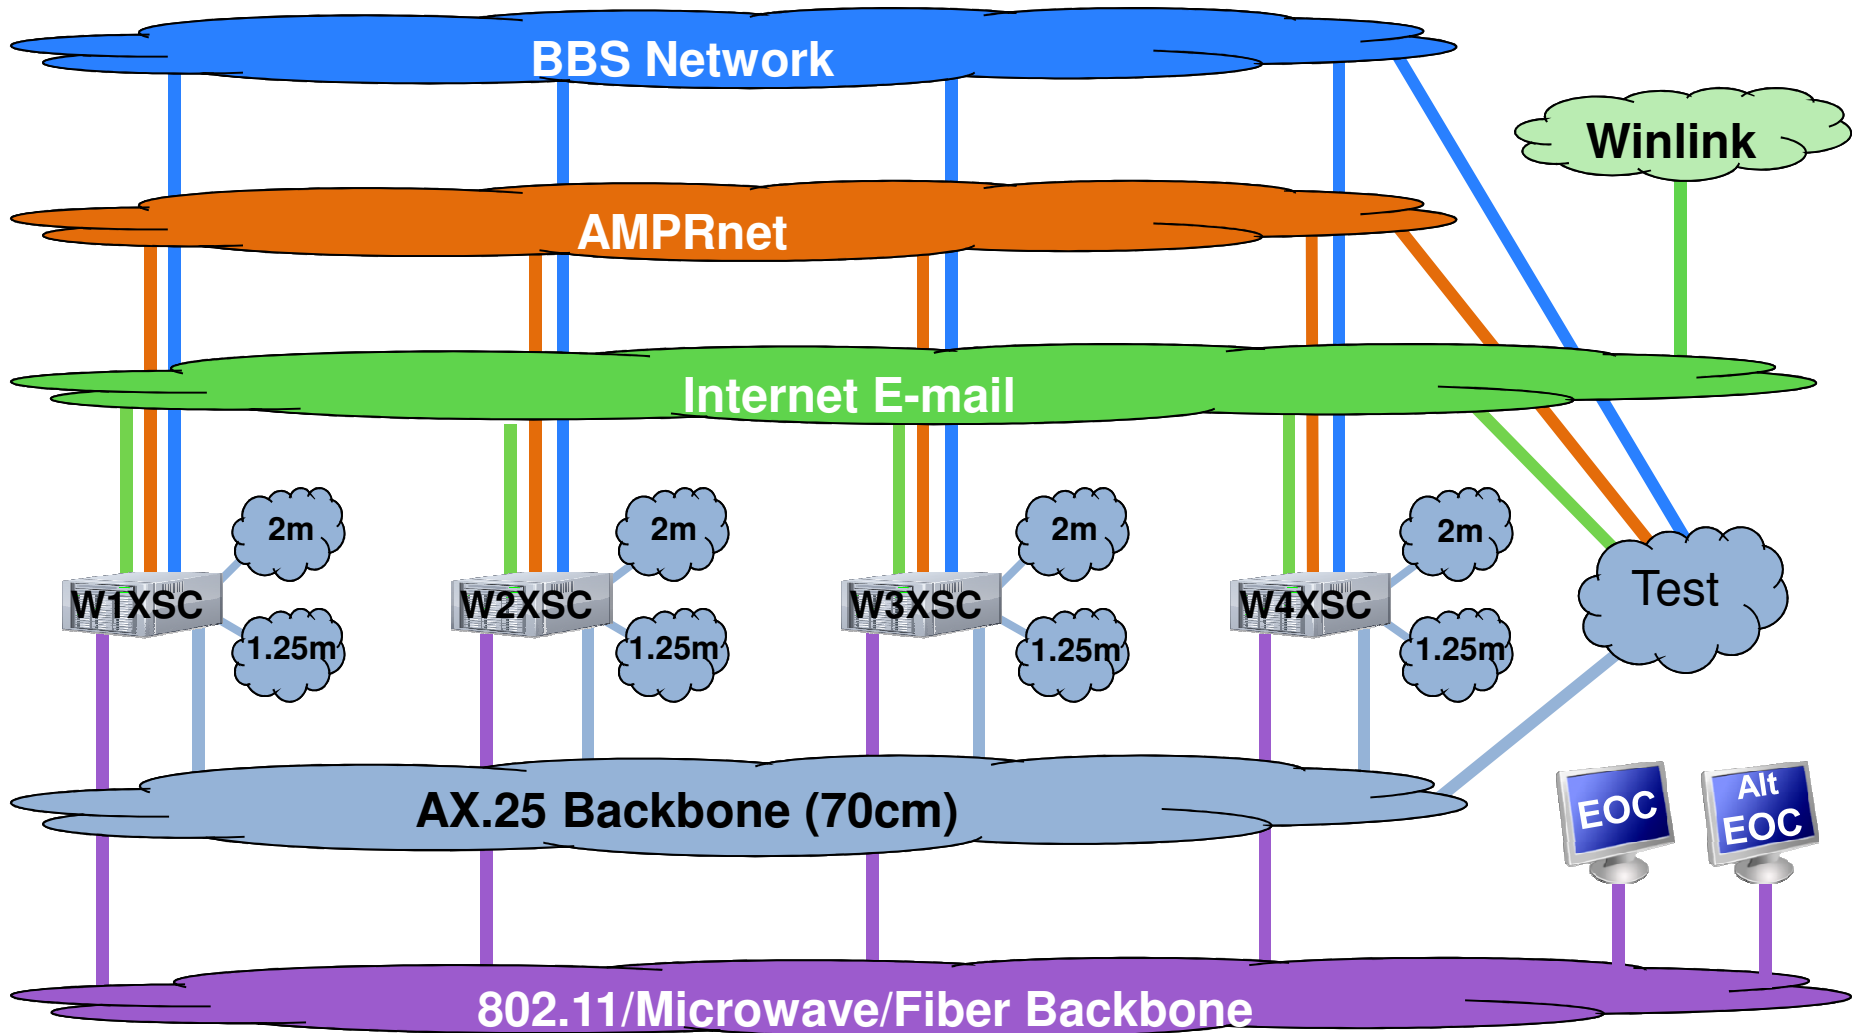 BBS Network
Winlink
AMPRnet
Internet E-mail
2m
2m
2m
2m
W1XSC
W2XSC
W3XSC
W4XSC
Test
1.25m
1.25m
1.25m
1.25m
AX.25 Backbone (70cm)
EOC
Alt
EOC
802.11/Microwave/Fiber Backbone